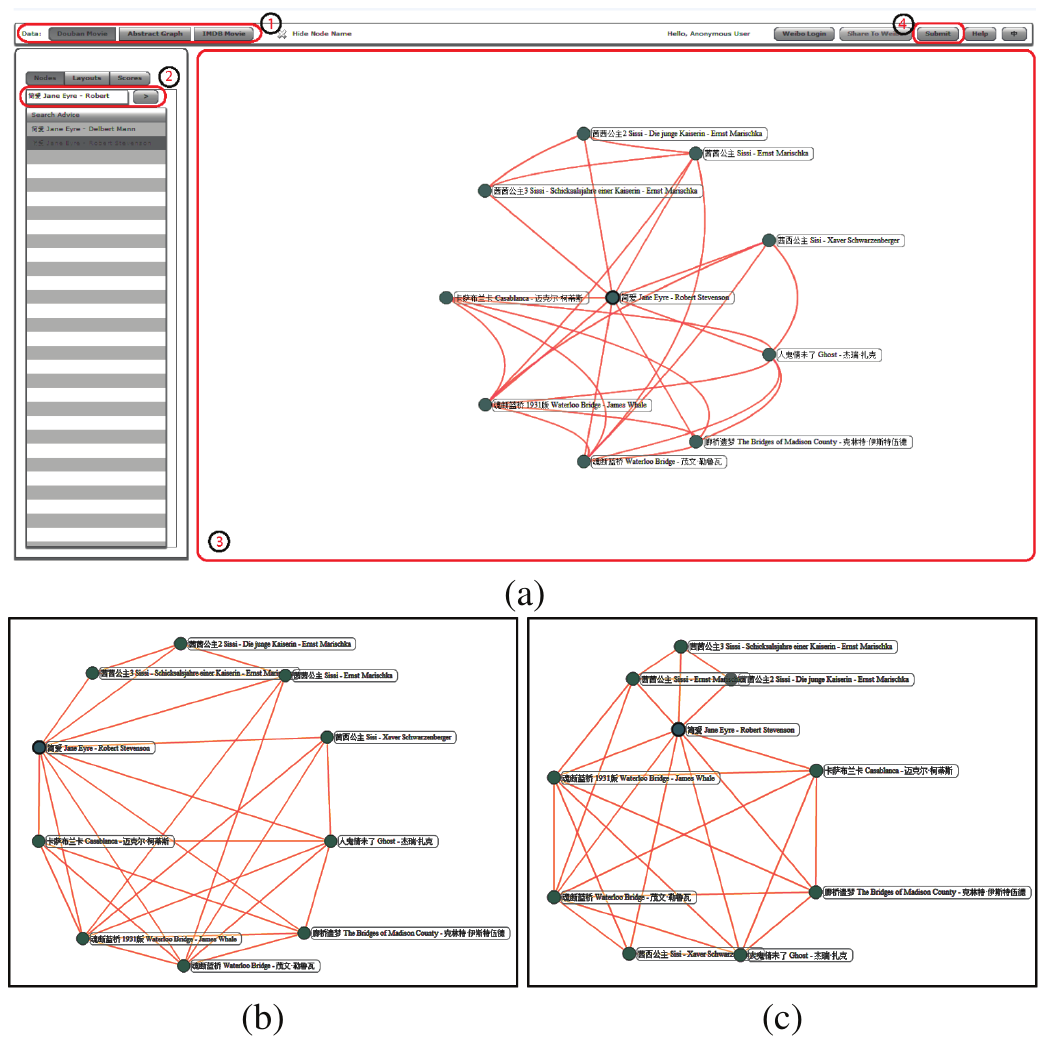 Data: Douban Movie Abstract Graph IMDB Movie 1 Hide Node Name Hello, Anonymous User Weibo Login Share To Weibo 4 Submit Help 中
Nodes Layouts Scores 2
简爱 Jane Eyre - Robert >
Search Advice
简爱 Jane Eyre - Delbert Mann
简爱 Jane Eyre - Robert Stevenson
茜茜公主2 Sissi - Die junge Kaiserin - Ernst Marischka
茜茜公主 Sissi - Ernst Marischka
茜茜公主3 Sissi - Schicksalsjahre einer Kaiserin - Ernst Marischka
茜茜公主 Sisi - Xaver Schwarzenberger
卡萨布兰卡 Casablanca - 迈克尔·柯蒂斯
简爱 Jane Eyre - Robert Stevenson
人鬼情未了 Ghost - 杰瑞·扎克
魂断蓝桥 1931版 Waterloo Bridge - James Whale
廊桥遗梦 The Bridges of Madison County - 克林特·伊斯特伍德
魂断蓝桥 Waterloo Bridge - 茂文·勒鲁瓦
3
(a)
茜茜公主2 Sissi - Die junge Kaiserin - Ernst Marischka
茜茜公主3 Sissi - Schicksalsjahre einer Kaiserin - Ernst Mari
茜茜公主 Sissi - Ernst Marischka
茜茜公主 Sisi - Xaver Schwarzenberger
简爱 Jane Eyre - Robert Stevenson
卡萨布兰卡 Casablanca - 迈克尔·柯蒂斯
人鬼情未了 Ghost - 杰瑞·扎克
廊桥遗梦 The Bridges of Madison County - 克林特·伊斯特伍德
魂断蓝桥 1931版 Waterloo Bridge - James Whale
魂断蓝桥 Waterloo Bridge - 茂文·勒鲁瓦
(b)
茜茜公主3 Sissi - Schicksalsjahre einer Kaiserin - Ernst Marischka
茜茜公主 Sissi - Ernst Maris
茜茜公主2 Sissi - Die junge Kaiserin - Ernst Marischka
简爱 Jane Eyre - Robert Stevenson
卡萨布兰卡 Casablanca - 迈克尔·柯蒂斯
魂断蓝桥 1931版 Waterloo Bridge - James Whale
廊桥遗梦 The Bridges of Madison County - 克林特·伊斯特伍德
魂断蓝桥 Waterloo Bridge - 茂文·勒鲁瓦
茜茜公主 Sisi - Xaver Schwarz
人鬼情未了 Ghost - 杰瑞·扎克
(c)